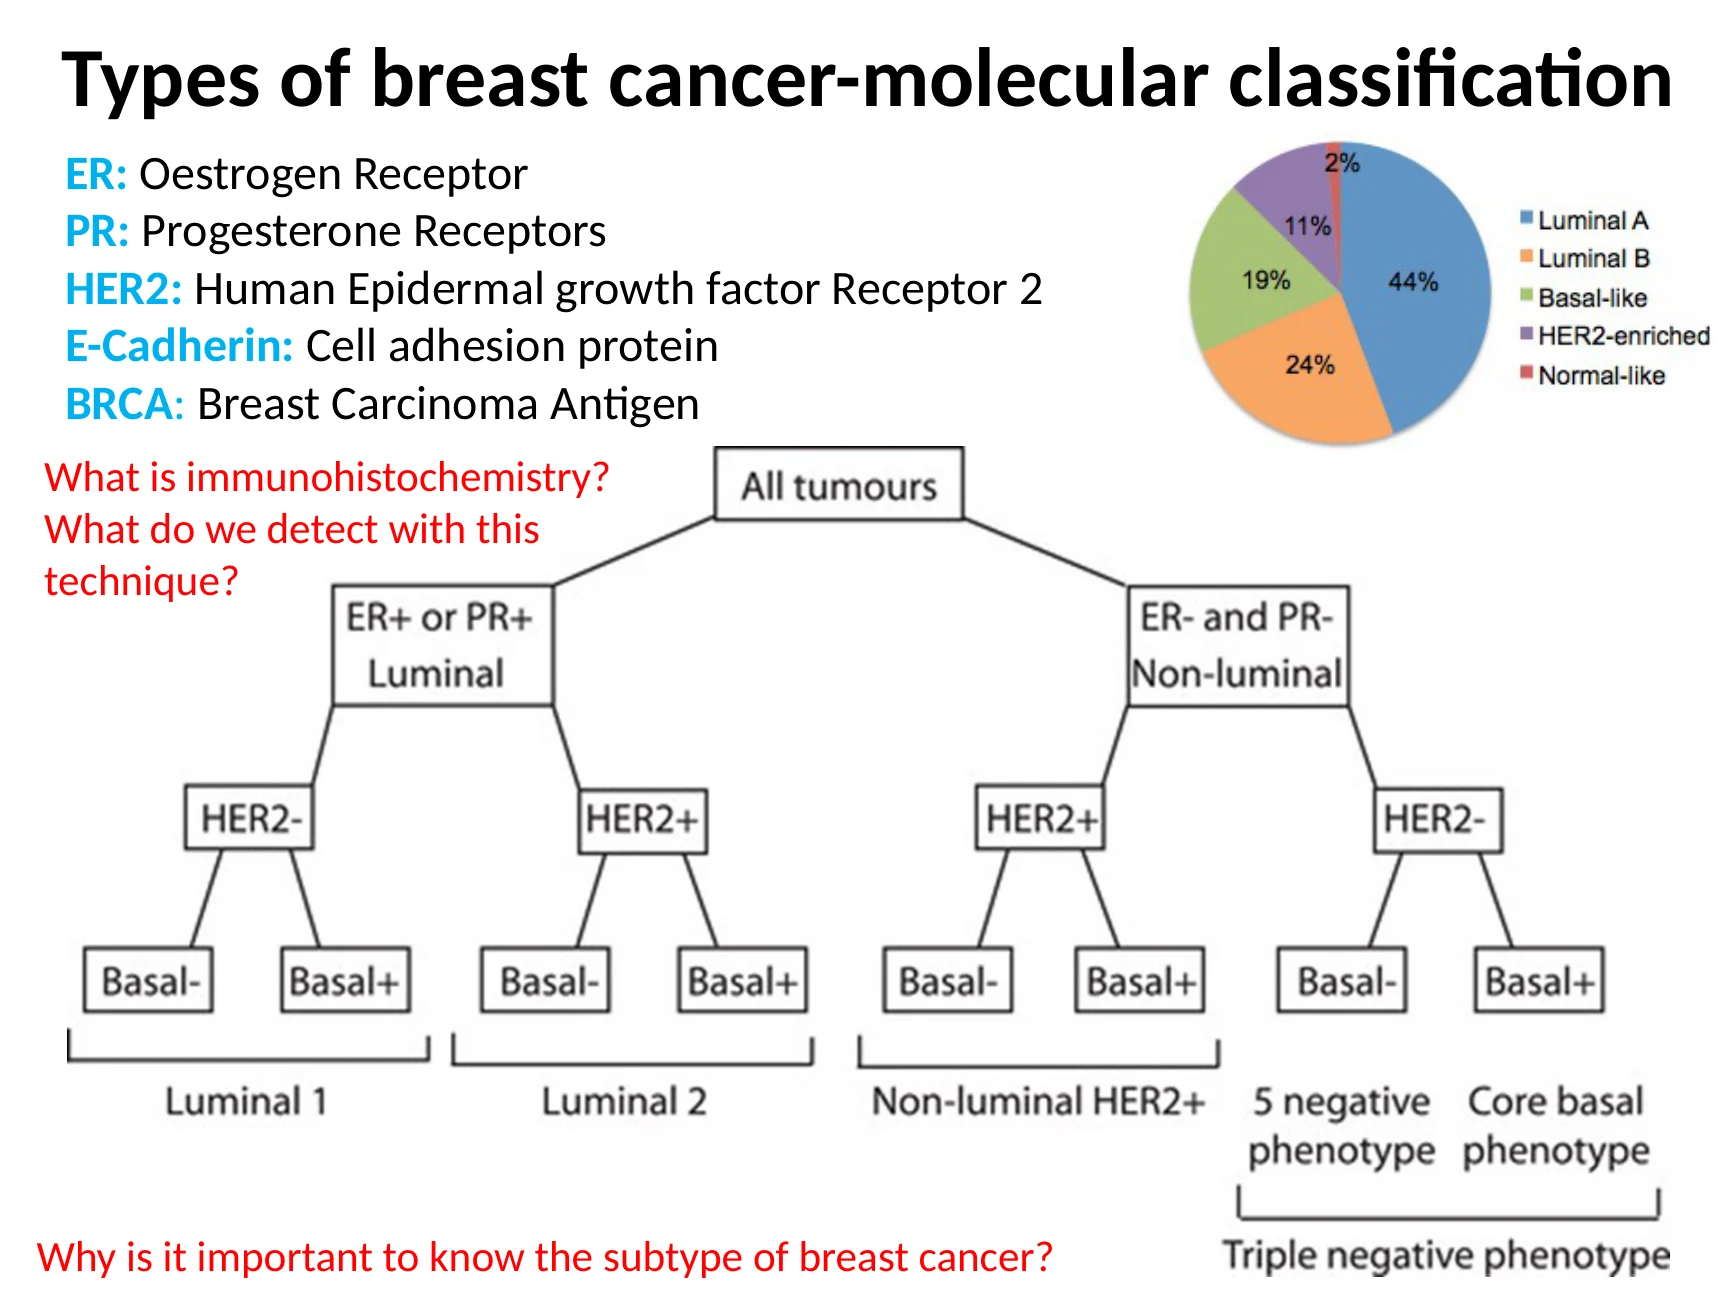 Types of breast cancer-molecular classification
ER: Oestrogen Receptor
PR: Progesterone Receptors
HER2: Human Epidermal growth factor Receptor 2
E-Cadherin: Cell adhesion protein
BRCA: Breast Carcinoma Antigen
2%
11%
19%
44%
24%
Luminal A
Luminal B
Basal-like
HER2-enriched
Normal-like
What is immunohistochemistry?
What do we detect with this
technique?
All tumours
ER+ or PR+
Luminal
ER- and PR-
Non-luminal
HER2-
HER2+
HER2+
HER2-
Basal-
Basal+
Basal-
Basal+
Basal-
Basal+
Basal-
Basal+
Luminal 1
Luminal 2
Non-luminal HER2+
5 negative
phenotype
Core basal
phenotype
Triple negative phenotype
Why is it important to know the subtype of breast cancer?